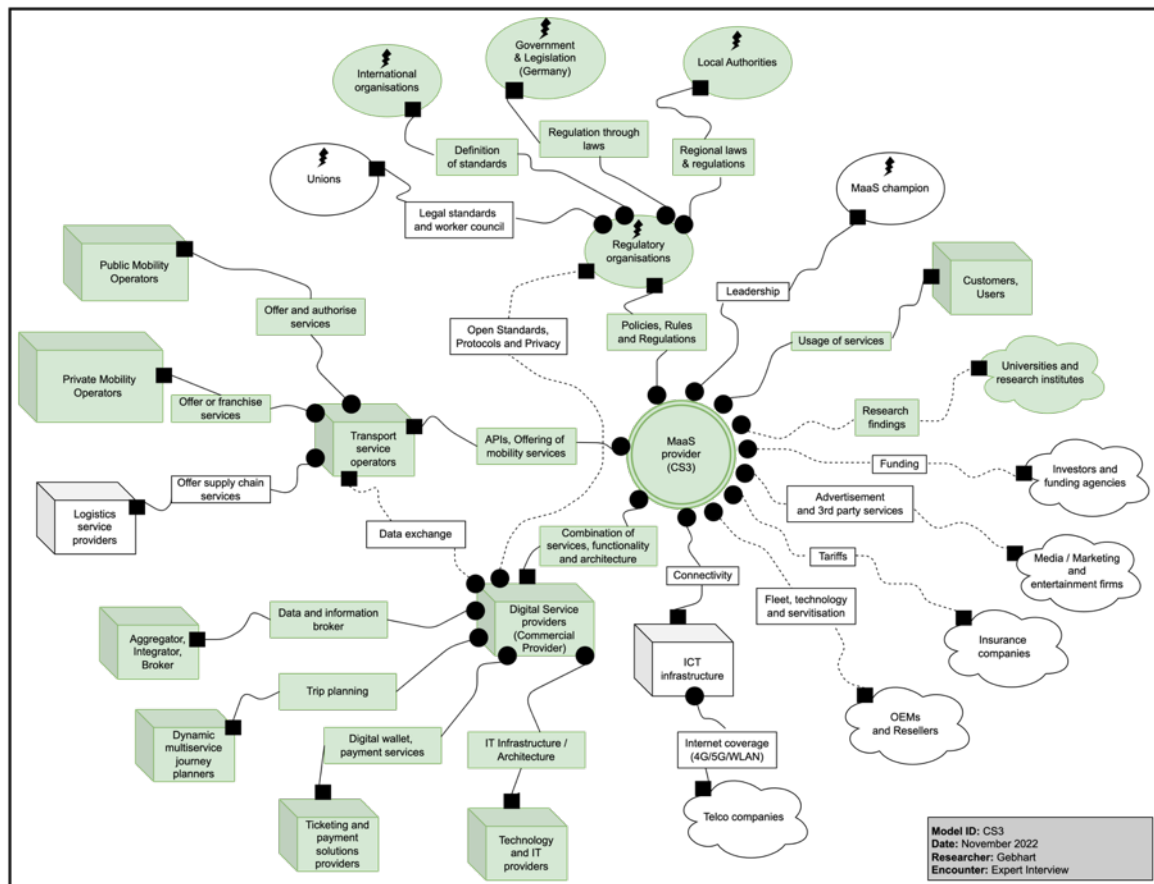 International
organisations
Government
& Legislation
(Germany)
Local Authorities
Definition
of standards
Regulation through
laws
Regional laws
& regulations
Unions
MaaS champion
Legal standards
and worker council
Regulatory
organisations
Public Mobility
Operators
Customers,
Users
Leadership
Offer and authorise
services
Open Standards,
Protocols and Privacy
Policies, Rules
and Regulations
Usage of services
Private Mobility
Operators
Universities and
research institutes
Offer or franchise
services
Research
findings
Transport
service
operators
APIs, Offering of
mobility services
MaaS
provider
(CS3)
Funding
Investors and
funding agencies
Offer supply chain
services
Logistics
service
providers
Advertisement
and 3rd party services
Data exchange
Combination of
services, functionality
and architecture
Tariffs
Media / Marketing
and
entertainment firms
Connectivity
Fleet, technology
and servitisation
Data and information
broker
Digital Service
providers
(Commercial
Provider)
Aggregator,
Integrator,
Broker
Insurance
companies
ICT
infrastructure
Trip planning
OEMs
and Resellers
Dynamic
multiservice
journey
planners
Digital wallet,
payment services
IT Infrastructure /
Architecture
Internet coverage
(4G/5G/WLAN)
Telco companies
Ticketing and
payment
solutions
providers
Technology
and IT
providers
Model ID: CS3
Date: November 2022
Researcher: Gebhart
Encounter: Expert Interview